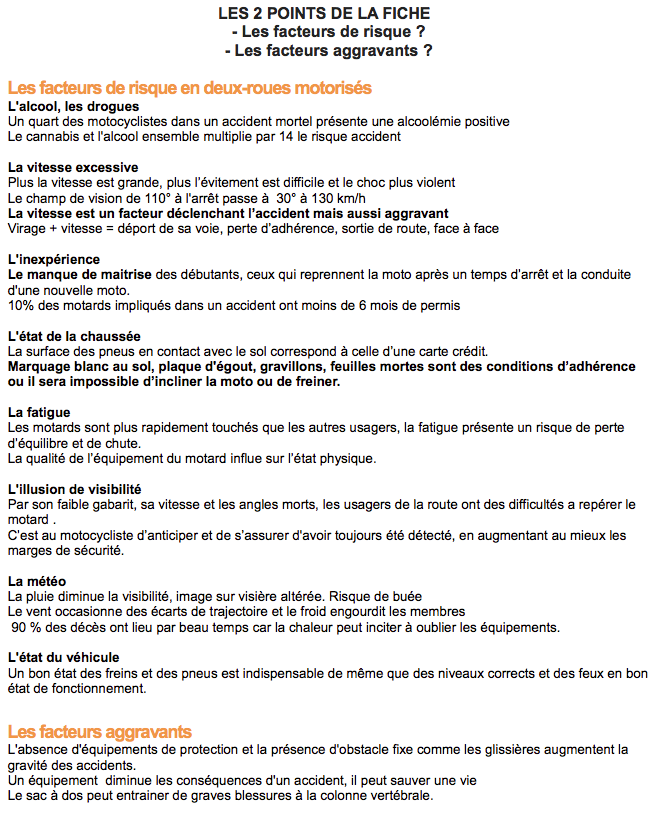 LES 2 POINTS DE LA FICHE
- Les facteurs de risque ?
- Les facteurs aggravants ?
Les facteurs de risque en deux-roues motorisés
L'alcool, les drogues
Un quart des motocyclistes dans un accident mortel présente une alcoolémie positive
Le cannabis et l'alcool ensemble multiplie par 14 le risque accident
La vitesse excessive
Plus la vitesse est grande, plus l'évitement est difficile et le choc plus violent
Le champ de vision de 110° à l'arrêt passe à 30° à 130 km/h
La vitesse est un facteur déclenchant l'accident mais aussi aggravant
Virage + vitesse = déport de sa voie, perte d'adhérence, sortie de route, face à face
L'inexpérience
Le manque de maitrise des débutants, ceux qui reprennent la moto après un temps d'arrêt et la conduite
d'une nouvelle moto.
10% des motards impliqués dans un accident ont moins de 6 mois de permis
L'état de la chaussée
La surface des pneus en contact avec le sol correspond à celle d'une carte crédit.
Marquage blanc au sol, plaque d'égout, gravillons, feuilles mortes sont des conditions d'adhérence
ou il sera impossible d'incliner la moto ou de freiner.
La fatigue
Les motards sont plus rapidement touchés que les autres usagers, la fatigue présente un risque de perte
d'équilibre et de chute.
La qualité de l'équipement du motard influe sur l'état physique.
L'illusion de visibilité
Par son faible gabarit, sa vitesse et les angles morts, les usagers de la route ont des difficultés a repérer le
motard .
C'est au motocycliste d'anticiper et de s'assurer d'avoir toujours été détecté, en augmentant au mieux les
marges de sécurité.
La météo
La pluie diminue la visibilité, image sur visière altérée. Risque de buée
Le vent occasionne des écarts de trajectoire et le froid engourdit les membres
90 % des décès ont lieu par beau temps car la chaleur peut inciter à oublier les équipements.
L'état du véhicule
Un bon état des freins et des pneus est indispensable de même que des niveaux corrects et des feux en bon
état de fonctionnement.
Les facteurs aggravants
L'absence d'équipements de protection et la présence d'obstacle fixe comme les glissières augmentent la
gravité des accidents.
Un équipement diminue les conséquences d'un accident, il peut sauver une vie
Le sac à dos peut entrainer de graves blessures à la colonne vertébrale.